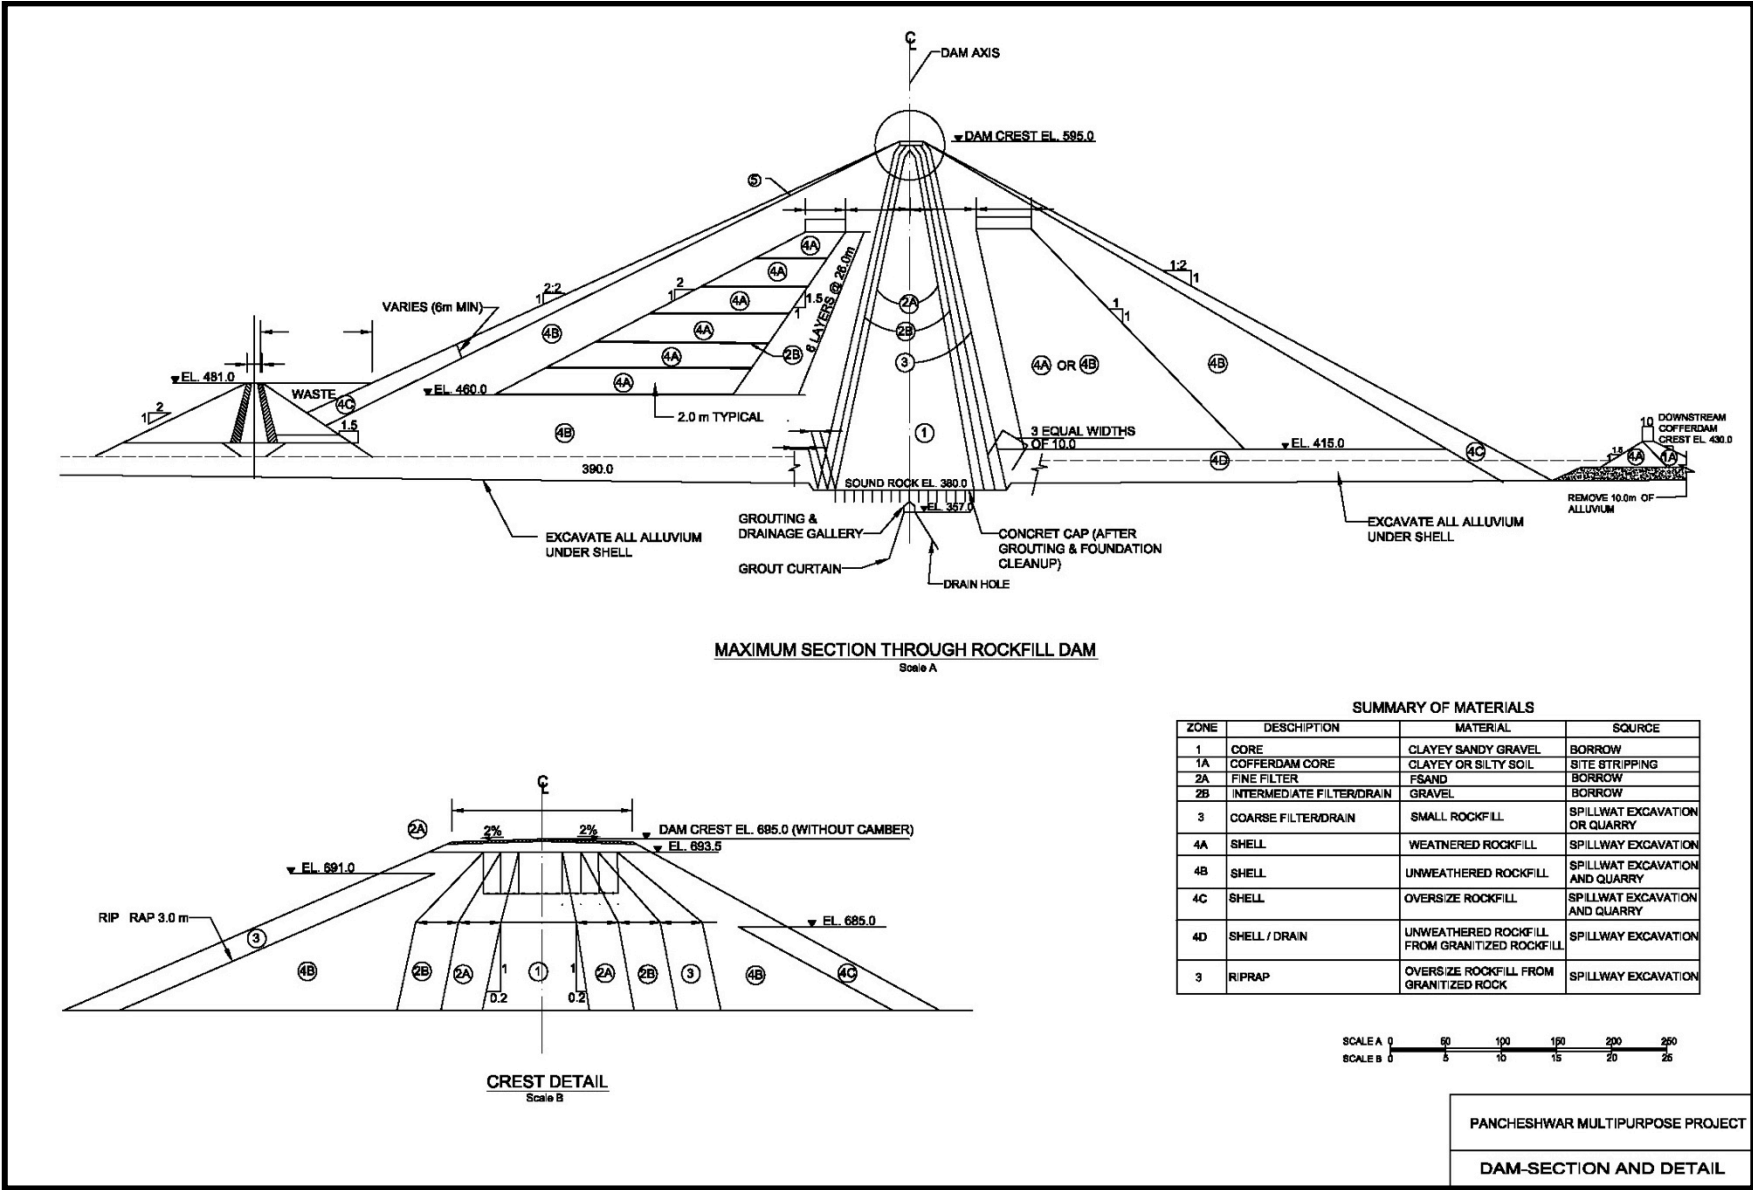 ℄
DAM AXIS
DAM CREST EL. 595.0
5
1:2
1
2:2
1
2
1
VARIES (6m MIN)
4A
4A
4A
4A
4A
4A
1.5
1
8 LAYERS @ 26.0m
2B
4B
2A
2B
3
1
1
1
4A OR 4B
4B
EL. 481.0
WASTE
4C
2
1
1.5
EL. 460.0
2.0 m TYPICAL
4B
390.0
1
3 EQUAL WIDTHS
OF 10.0
EL. 415.0
4D
4C
10
DOWNSTREAM
COFFERDAM
CREST EL. 430.0
1.5
4A
1A
REMOVE 10.0m OF
ALLUVIUM
SOUND ROCK EL. 380.0
EL. 357.0
GROUTING &
DRAINAGE GALLERY
GROUT CURTAIN
CONCRET CAP (AFTER
GROUTING & FOUNDATION
CLEANUP)
DRAIN HOLE
EXCAVATE ALL ALLUVIUM
UNDER SHELL
EXCAVATE ALL ALLUVIUM
UNDER SHELL
MAXIMUM SECTION THROUGH ROCKFILL DAM
Scale A
℄
2A
2%
2%
DAM CREST EL. 695.0 (WITHOUT CAMBER)
EL. 693.5
EL. 691.0
EL. 685.0
RIP RAP 3.0 m
3
4B
2B
2A
1
0.2
1
1
0.2
2A
2B
3
4B
4C
CREST DETAIL
Scale B
SUMMARY OF MATERIALS
ZONE DESCHIPTION MATERIAL SQURCE
1 CORE CLAYEY SANDY GRAVEL BORROW
1A COFFERDAM CORE CLAYEY OR SILTY SOIL SITE STRIPPING
2A FINE FILTER FSAND BORROW
2B INTERMEDIATE FILTER/DRAIN GRAVEL BORROW
3 COARSE FILTER/DRAIN SMALL ROCKFILL SPILLWAT EXCAVATION
OR QUARRY
4A SHELL WEATNERED ROCKFILL SPILLWAY EXCAVATION
4B SHELL UNWEATHERED ROCKFILL SPILLWAT EXCAVATION
AND QUARRY
4C SHELL OVERSIZE ROCKFILL SPILLWAT EXCAVATION
AND QUARRY
4D SHELL / DRAIN UNWEATHERED ROCKFILL
FROM GRANITIZED ROCKFILL SPILLWAY EXCAVATION
3 RIPRAP OVERSIZE ROCKFILL FROM
GRANITIZED ROCK SPILLWAY EXCAVATION
SCALE A 0 50 100 150 200 250
SCALE B 0 5 10 15 20 25
PANCHESHWAR MULTIPURPOSE PROJECT
DAM-SECTION AND DETAIL